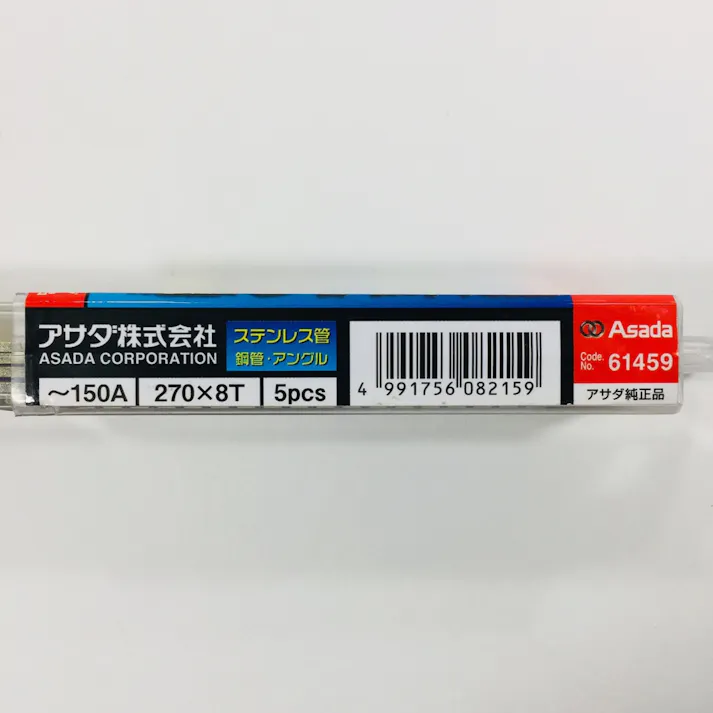 アサダ株式会社
ASADA CORPORATION
ステンレス管
鋼管・アングル
～150A
270×8T
5pcs
4 991756 082159
Asada
Code. No. 61459
アサダ純正品